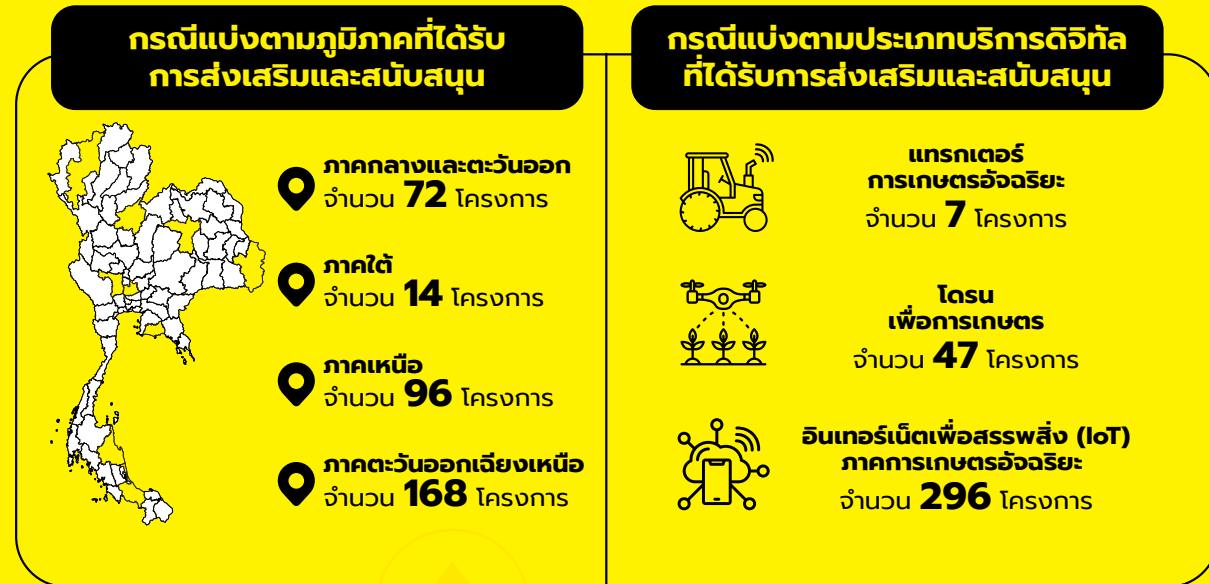 กรณีแบ่งตามภูมิภาคที่ได้รับ
การส่งเสริมและสนับสนุน
ภาคกลางและตะวันออก
จำนวน 72 โครงการ
ภาคใต้
จำนวน 14 โครงการ
ภาคเหนือ
จำนวน 96 โครงการ
ภาคตะวันออกเฉียงเหนือ
จำนวน 168 โครงการ
กรณีแบ่งตามประเภทบริการดิจิทัล
ที่ได้รับการส่งเสริมและสนับสนุน
แทรกเตอร์
การเกษตรอัจฉริยะ
จำนวน 7 โครงการ
โดรน
เพื่อการเกษตร
จำนวน 47 โครงการ
อินเทอร์เน็ตเพื่อสรรพสิ่ง (IoT)
ภาคการเกษตรอัจฉริยะ
จำนวน 296 โครงการ